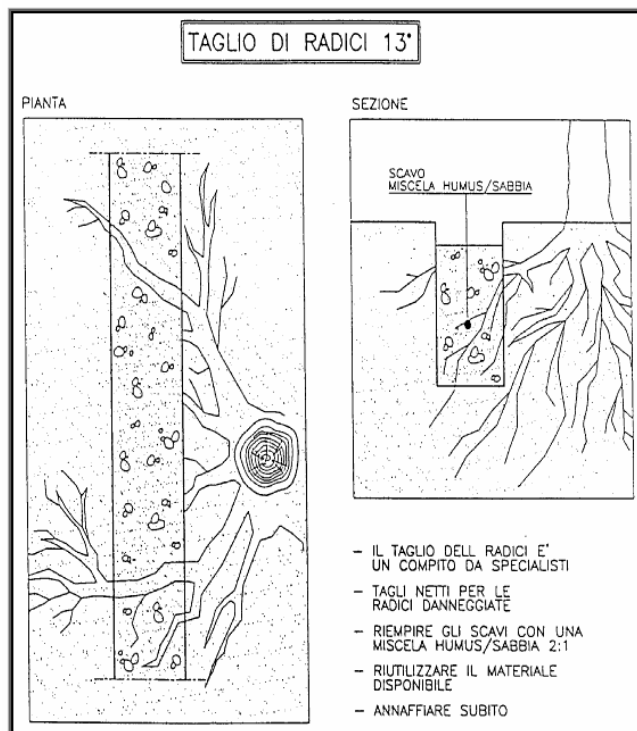 TAGLIO DI RADICI 13°
PIANTA
SEZIONE
SCAVO
MISCELA HUMUS/SABBIA
– IL TAGLIO DELL RADICI E'
UN COMPITO DA SPECIALISTI
– TAGLI NETTI PER LE
RADICI DANNEGGIATE
– RIEMPIRE GLI SCAVI CON UNA
MISCELA HUMUS/SABBIA 2:1
– RIUTILIZZARE IL MATERIALE
DISPONIBILE
– ANNAFFIARE SUBITO